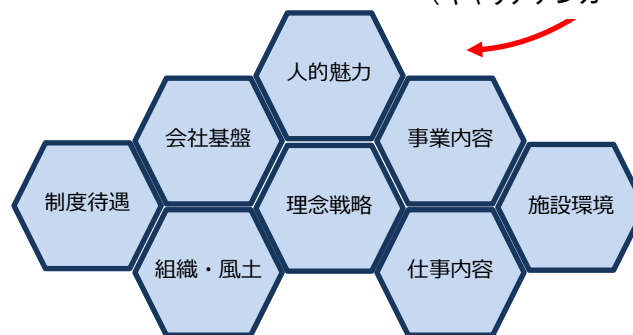 人的魅力
会社基盤
事業内容
制度待遇
理念戦略
施設環境
組織・風土
仕事内容